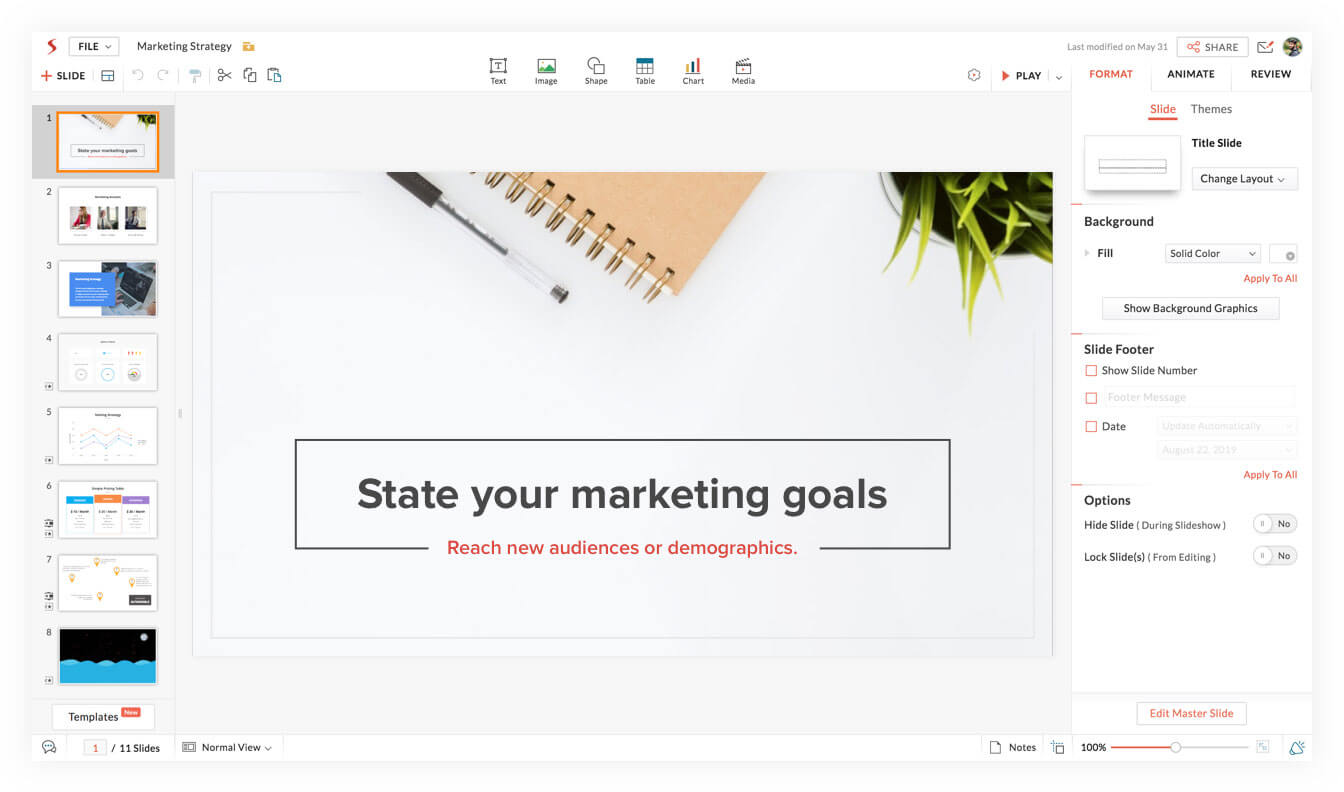 FILE
Marketing Strategy
Last modified on May 31
SHARE
SLIDE
Text
Image
Shape
Table
Chart
Media
PLAY
FORMAT
ANIMATE
REVIEW
1
State your marketing goals
2
3
Marketing Strategy
4
5
6
Simple Pricing Table
7
8
Templates
New
State your marketing goals
Reach new audiences or demographics.
Slide
Themes
Title Slide
Change Layout
Background
Fill
Solid Color
Apply To All
Show Background Graphics
Slide Footer
Show Slide Number
Footer Message
Date
Update Automatically
August 22, 2019
Apply To All
Options
Hide Slide ( During Slideshow )
No
Lock Slide(s) ( From Editing )
No
Edit Master Slide
1 / 11 Slides
Normal View
Notes
100%